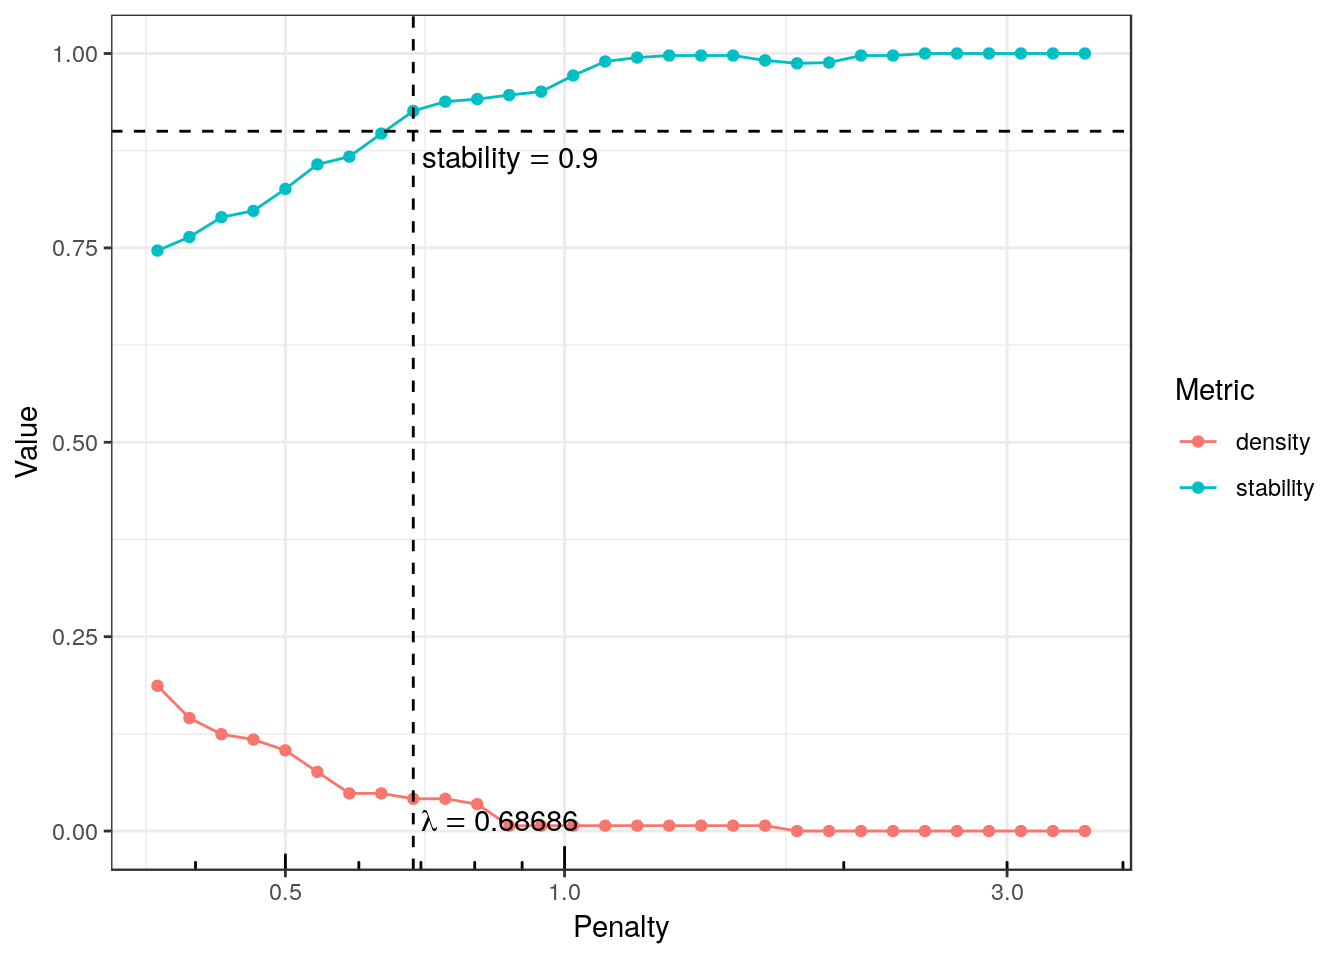 1.00
0.75
0.50
0.25
0.00
Value
stability = 0.9
λ = 0.68686
0.5
1.0
3.0
Penalty
Metric
density
stability